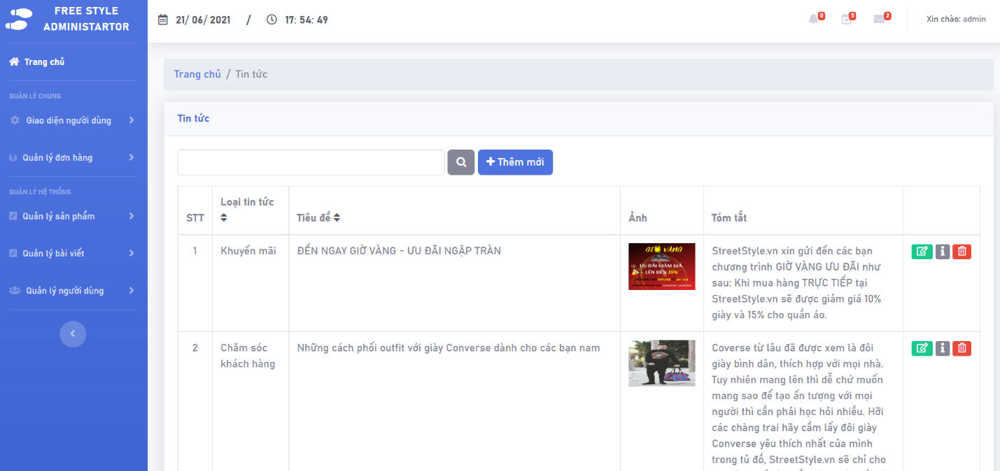 FREE STYLE
ADMINISTARTOR
21/ 06/ 2021 / 17: 54: 49
0
5
2
Xin chào: admin
Trang chủ
QUẢN LÝ CHUNG
Giao diện người dùng
Quản lý đơn hàng
QUẢN LÝ HỆ THỐNG
Quản lý sản phẩm
Quản lý bài viết
Quản lý người dùng
Trang chủ / Tin tức
Tin tức
Thêm mới
STT
Loại tin tức
Tiêu đề
Ảnh
Tóm tắt
1
Khuyến mãi
ĐẾN NGAY GIỜ VÀNG - ƯU ĐÃI NGẬP TRÀN
GIỜ VÀNG
ƯU ĐÃI GIẢM GIÁ
LÊN ĐẾN 15%
StreetStyle.vn xin gửi đến các bạn
chương trình GIỜ VÀNG ƯU ĐÃI như
sau: Khi mua hàng TRỰC TIẾP tại
StreetStyle.vn sẽ được giảm giá 10%
giày và 15% cho quần áo.
2
Chăm sóc
khách hàng
Những cách phối outfit với giày Converse dành cho các bạn nam
Coverse từ lâu đã được xem là đôi
giày bình dân, thích hợp với mọi nhà.
Tuy nhiên mang lên thì dễ chứ muốn
mang sao để tạo ấn tượng với mọi
người thì cần phải học hỏi nhiều. Hỡi
các chàng trai hãy cầm lấy đôi giày
Converse yêu thích nhất của mình
trong tủ đồ, StreetStyle.vn sẽ chỉ cho